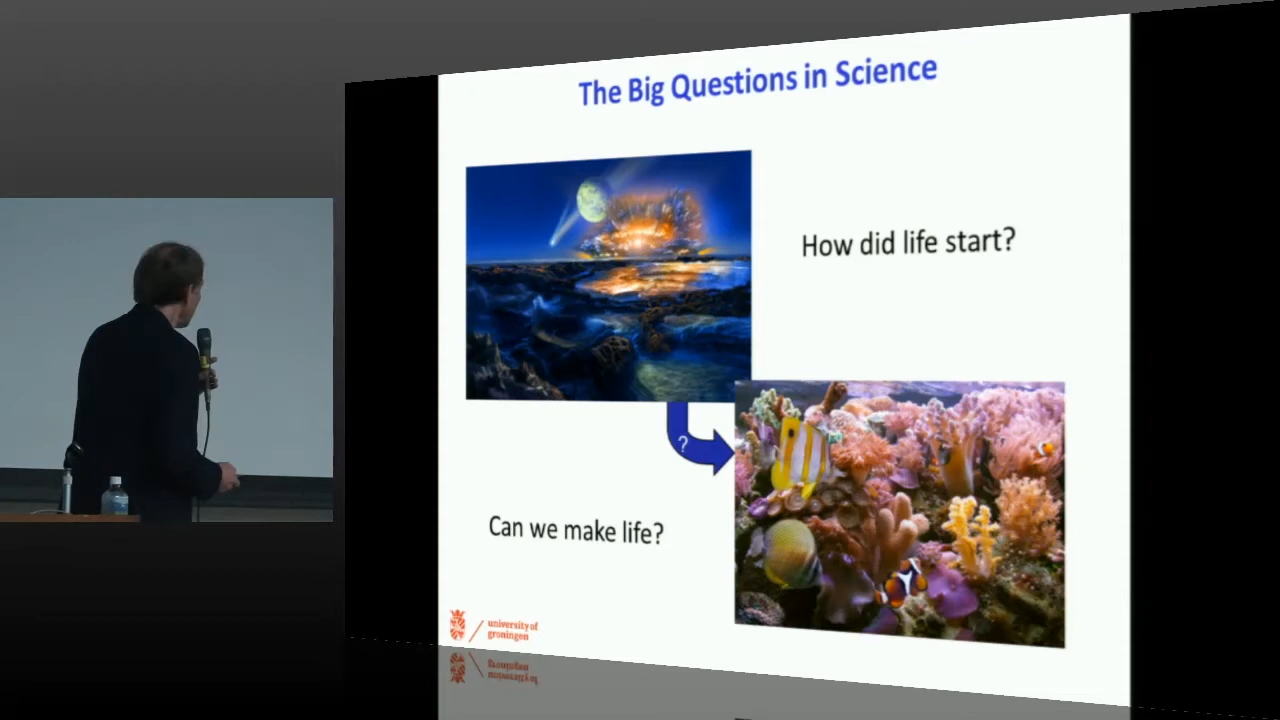 The Big Questions in Science
How did life start?
?
Can we make life?
university of
groningen